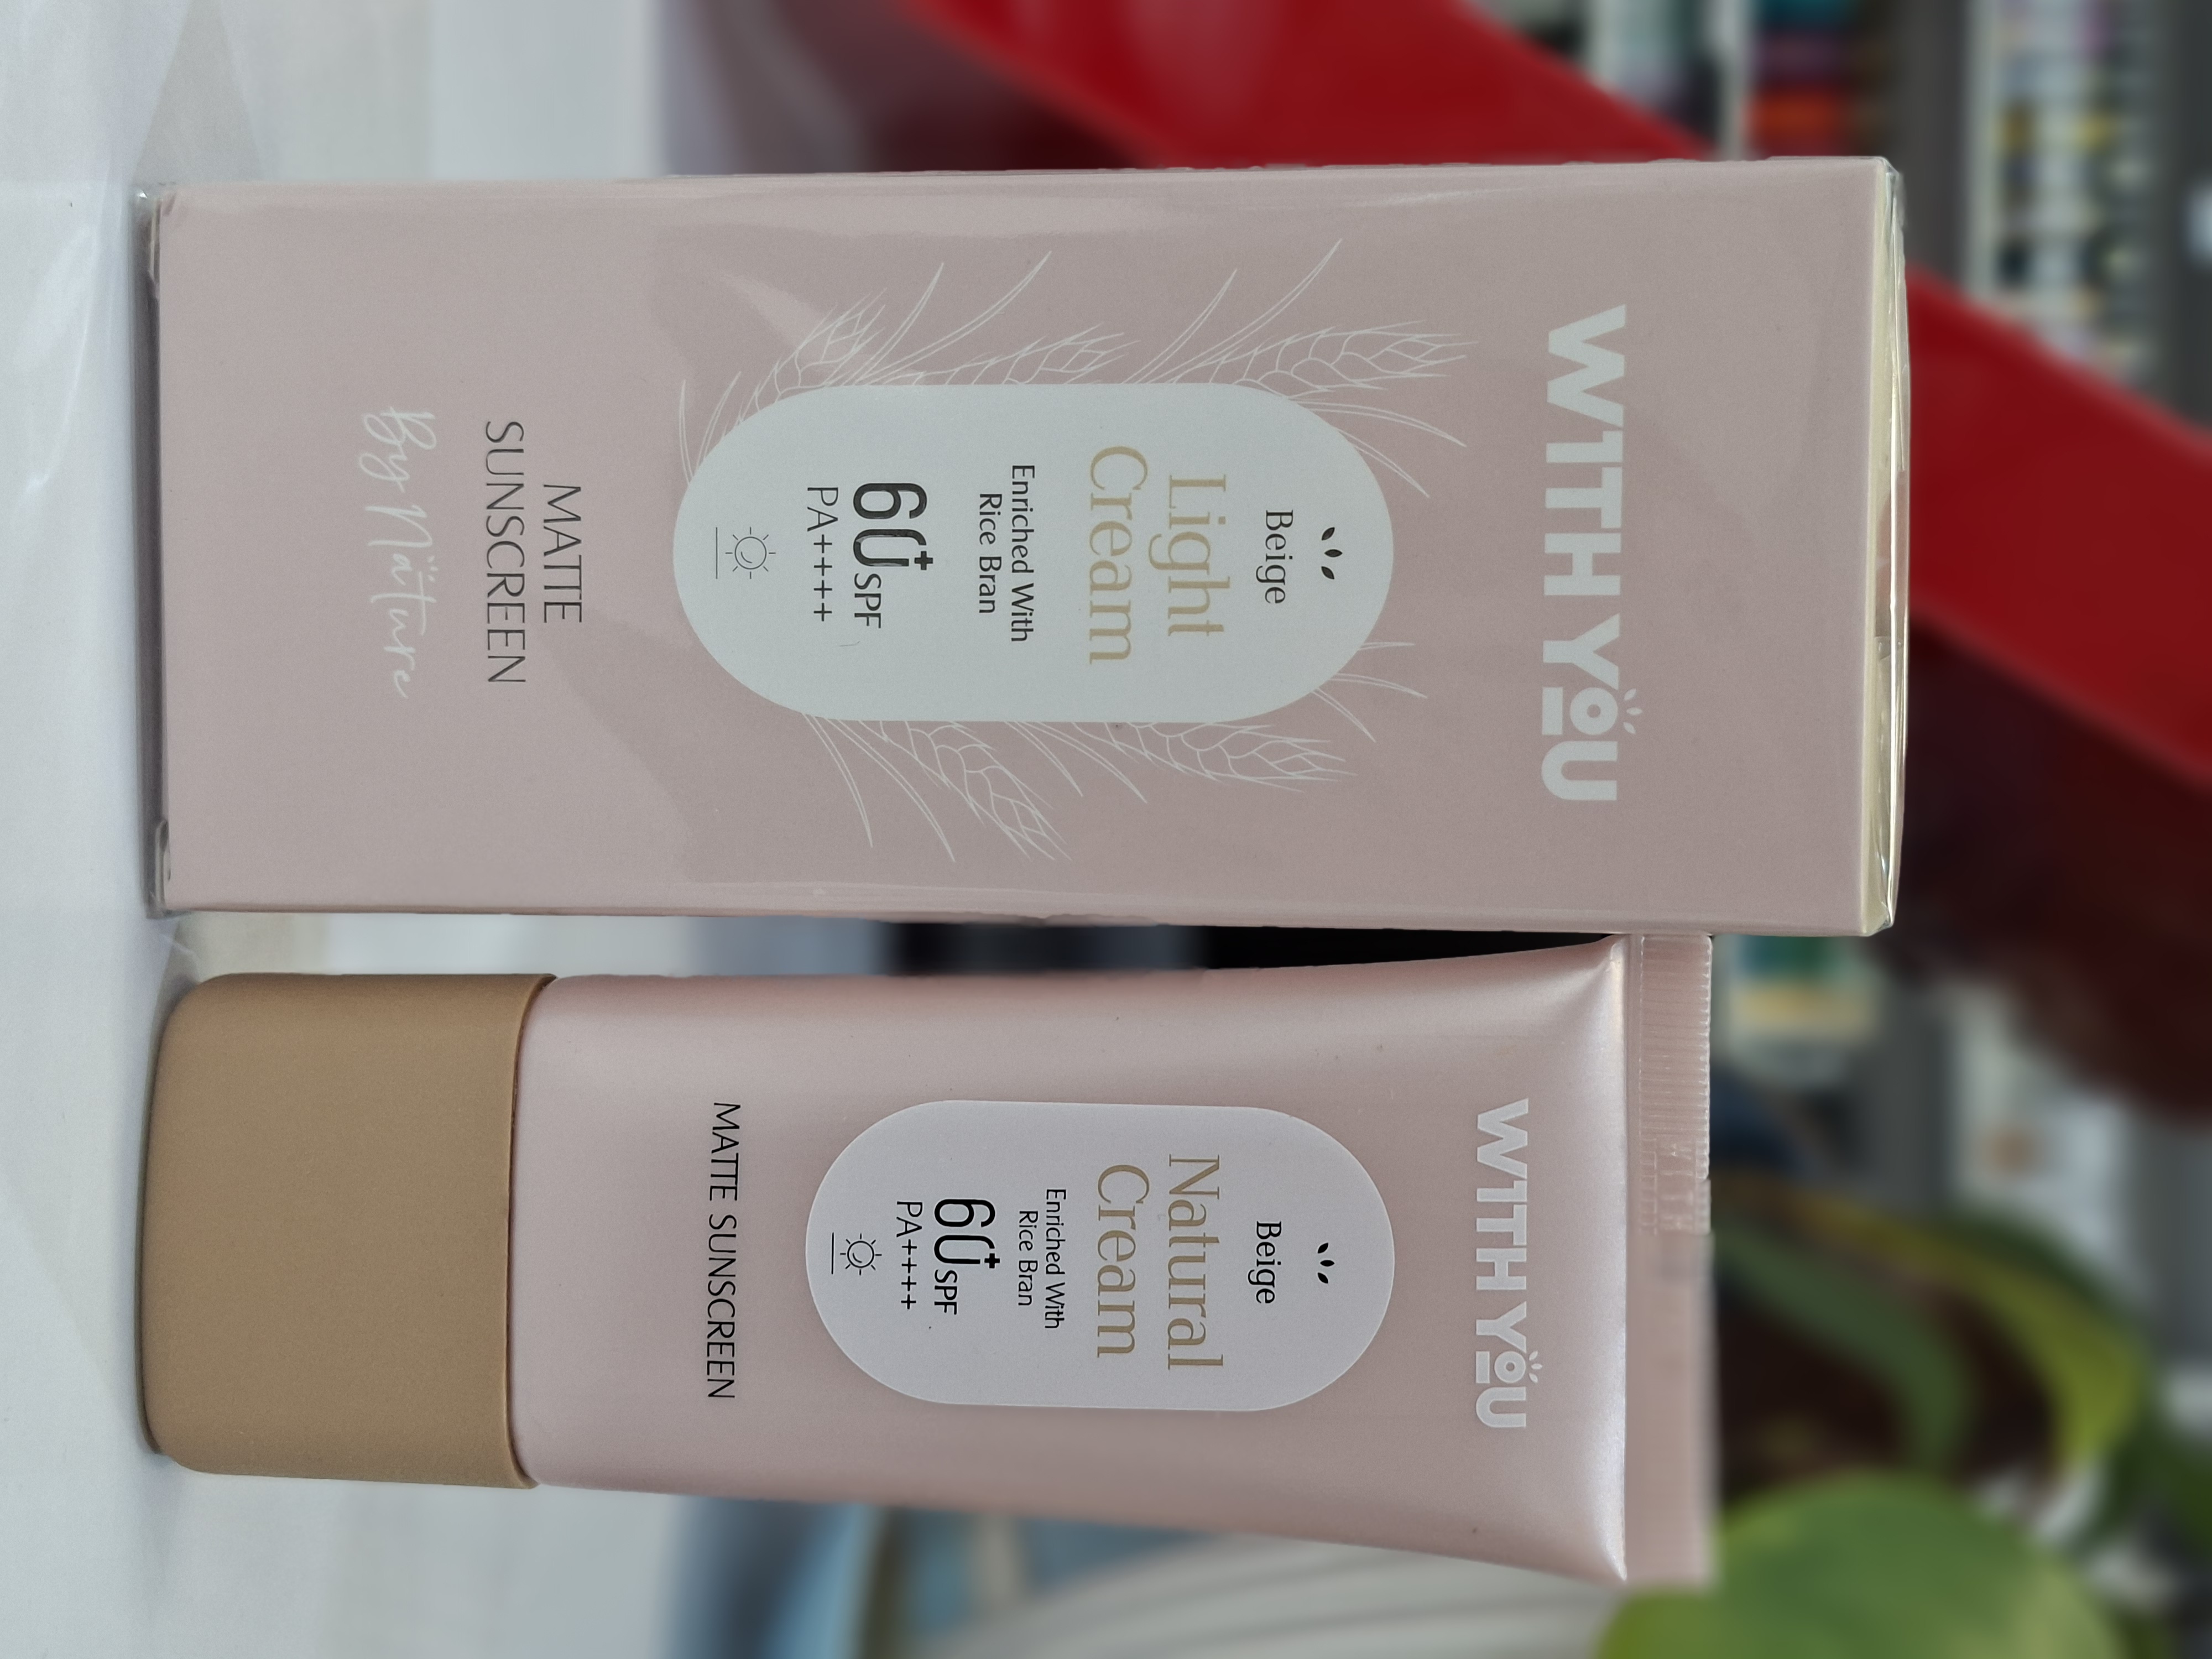 WITH YOU
Beige
Light
Cream
Enriched With
Rice Bran
60+ SPF
PA++++
MATTE
SUNSCREEN
By Nature
WITH YOU
Beige
Natural
Cream
Enriched With
Rice Bran
60+ SPF
PA++++
MATTE SUNSCREEN